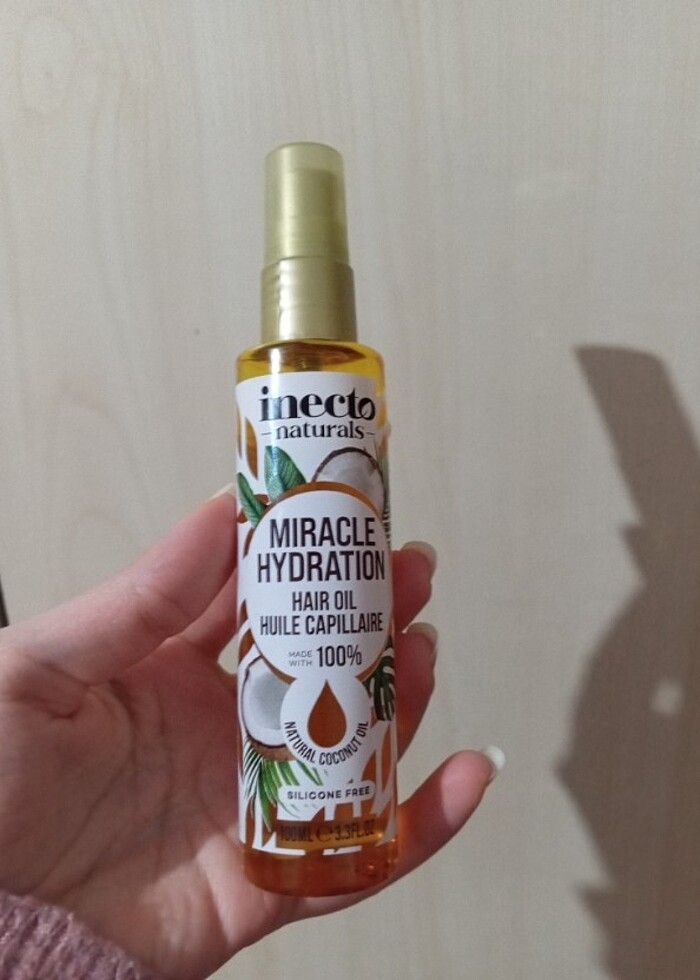 inecto
naturals
MIRACLE
HYDRATION
HAIR OIL
HUILE CAPILLAIRE
MADE
WITH 100%
NATURAL COCONUT OIL
SILICONE FREE
100ML ℮ 3.3FL.OZ